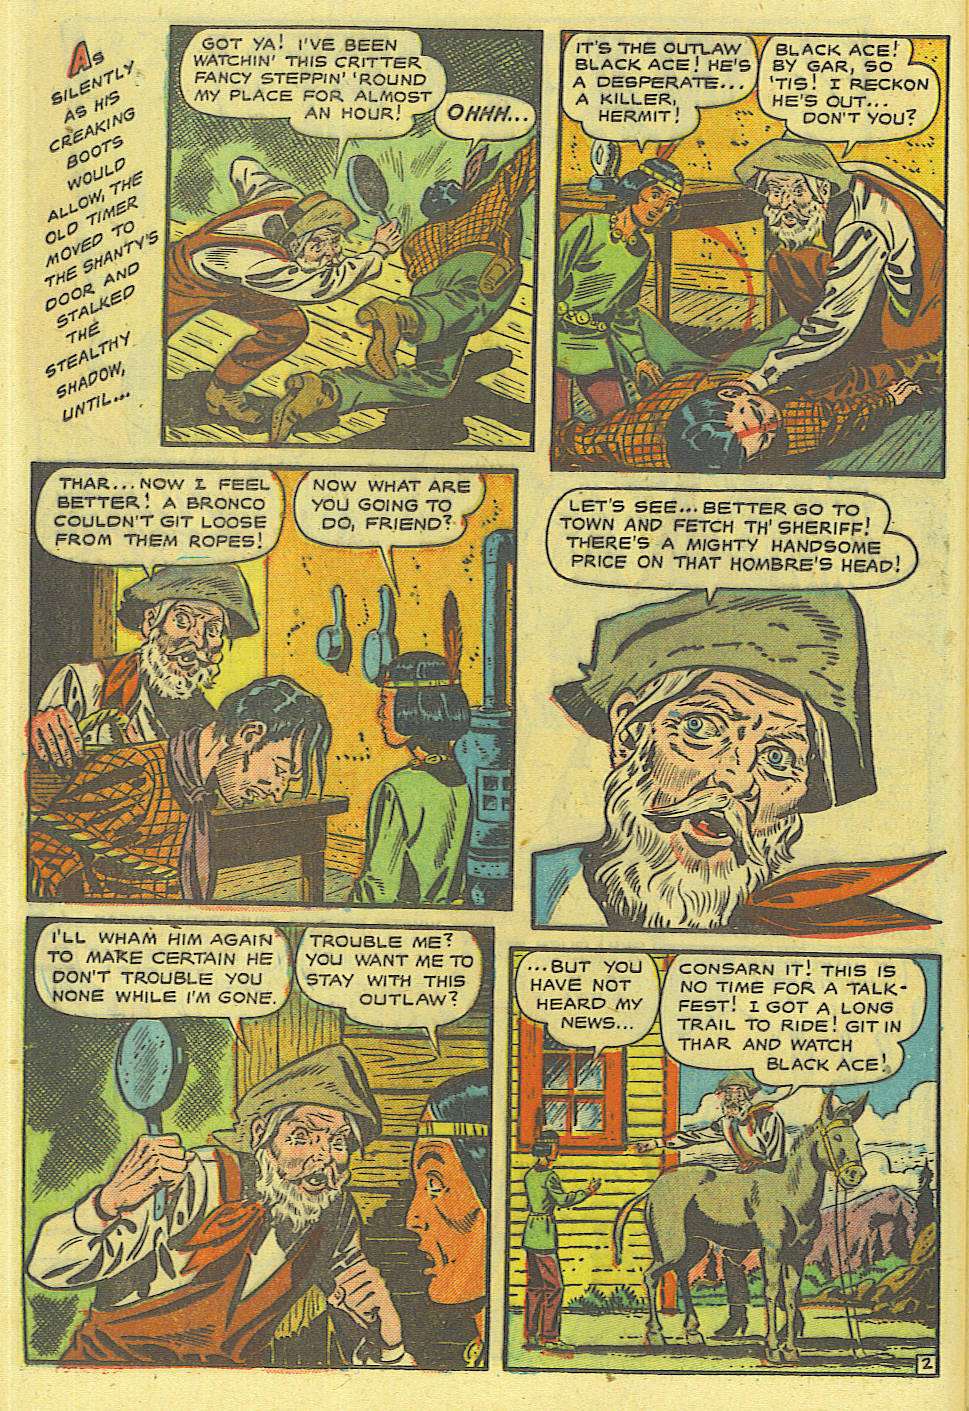 AS
SILENTLY
AS HIS
CREAKING
BOOTS
WOULD
ALLOW, THE
OLD TIMER
MOVED TO
THE SHANTY'S
DOOR AND
STALKED
THE
STEALTHY
SHADOW,
UNTIL...
GOT YA! I'VE BEEN
WATCHIN' THIS CRITTER
FANCY STEPPIN' 'ROUND
MY PLACE FOR ALMOST
AN HOUR!
OHHH...
IT'S THE OUTLAW
BLACK ACE! HE'S
A DESPERATE...
A KILLER,
HERMIT!
BLACK ACE!
BY GAR, SO
'TIS! I RECKON
HE'S OUT...
DON'T YOU?
THAR...NOW I FEEL
BETTER! A BRONCO
COULDN'T GIT LOOSE
FROM THEM ROPES!
NOW WHAT ARE
YOU GOING TO
DO, FRIEND?
LET'S SEE...BETTER GO TO
TOWN AND FETCH TH' SHERIFF!
THERE'S A MIGHTY HANDSOME
PRICE ON THAT HOMBRE'S HEAD!
I'LL WHAM HIM AGAIN
TO MAKE CERTAIN HE
DON'T TROUBLE YOU
NONE WHILE I'M GONE.
TROUBLE ME?
YOU WANT ME TO
STAY WITH THIS
OUTLAW?
...BUT YOU
HAVE NOT
HEARD MY
NEWS...
CONSARN IT! THIS IS
NO TIME FOR A TALK-
FEST! I GOT A LONG
TRAIL TO RIDE! GIT IN
THAR AND WATCH
BLACK ACE!
2